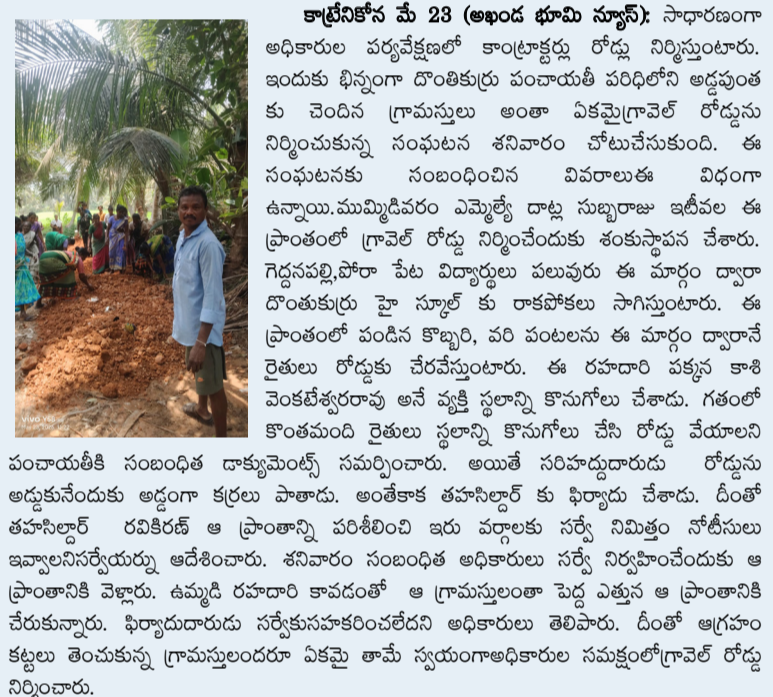 కాట్రేనికోన మే 23 (అఖండ భూమి న్యూస్): సాధారణంగా
అధికారుల పర్యవేక్షణలో కాంట్రాక్టర్లు రోడ్లు నిర్మిస్తుంటారు.
ఇందుకు భిన్నంగా దొంతికుర్రు పంచాయతీ పరిధిలోని అడ్డపుంత
కు చెందిన గ్రామస్తులు అంతా ఏకమైగ్రావెల్ రోడ్డును
నిర్మించుకున్న సంఘటన శనివారం చోటుచేసుకుంది. ఈ
సంఘటనకు సంబంధించిన వివరాలుఈ విధంగా
ఉన్నాయి.ముమ్మిడివరం ఎమ్మెల్యే దాట్ల సుబ్బరాజు ఇటీవల ఈ
ప్రాంతంలో గ్రావెల్ రోడ్డు నిర్మించేందుకు శంకుస్థాపన చేశారు.
గెద్దనపల్లి,పోరా పేట విద్యార్థులు పలువురు ఈ మార్గం ద్వారా
దొంతుకుర్రు హై స్కూల్ కు రాకపోకలు సాగిస్తుంటారు. ఈ
ప్రాంతంలో పండిన కొబ్బరి, వరి పంటలను ఈ మార్గం ద్వారానే
రైతులు రోడ్డుకు చేరవేస్తుంటారు. ఈ రహదారి పక్కన కాశి
వెంకటేశ్వరరావు అనే వ్యక్తి స్థలాన్ని కొనుగోలు చేశాడు. గతంలో
కొంతమంది రైతులు స్థలాన్ని కొనుగోలు చేసి రోడ్డు వేయాలని
పంచాయతీకి సంబంధిత డాక్యుమెంట్స్ సమర్పించారు. అయితే సరిహద్దుదారుడు రోడ్డును
అడ్డుకునేందుకు అడ్డంగా కర్రలు పాతాడు. అంతేకాక తహసిల్దార్ కు ఫిర్యాదు చేశాడు. దీంతో
తహసిల్దార్ రవికిరణ్ ఆ ప్రాంతాన్ని పరిశీలించి ఇరు వర్గాలకు సర్వే నిమిత్తం నోటీసులు
ఇవ్వాలనిసర్వేయర్ను ఆదేశించారు. శనివారం సంబంధిత అధికారులు సర్వే నిర్వహించేందుకు ఆ
ప్రాంతానికి వెళ్లారు. ఉమ్మడి రహదారి కావడంతో ఆ గ్రామస్తులంతా పెద్ద ఎత్తున ఆ ప్రాంతానికి
చేరుకున్నారు. ఫిర్యాదుదారుడు సర్వేకుసహకరించలేదని అధికారులు తెలిపారు. దీంతో ఆగ్రహం
కట్టలు తెంచుకున్న గ్రామస్తులందరూ ఏకమై తామే స్వయంగాఅధికారుల సమక్షంలోగ్రావెల్ రోడ్డు
నిర్మించారు.